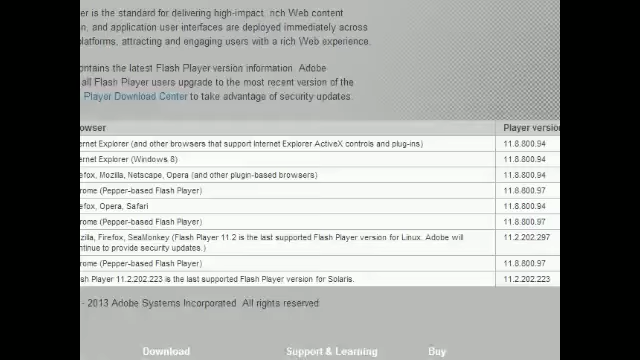 er is the standard for delivering high-impact, rich Web content
n, and application user interfaces are deployed immediately across
latforms, attracting and engaging users with a rich Web experience.
ontains the latest Flash Player version information. Adobe
all Flash Player users upgrade to the most recent version of the
Player Download Center to take advantage of security updates.
owser Player version
ernet Explorer (and other browsers that support Internet Explorer ActiveX controls and plug-ins) 11.8.800.94
ernet Explorer (Windows 8) 11.8.800.94
efox, Mozilla, Netscape, Opera (and other plugin-based browsers) 11.8.800.94
rome (Pepper-based Flash Player) 11.8.800.97
efox, Opera, Safari 11.8.800.94
rome (Pepper-based Flash Player) 11.8.800.97
zilla, Firefox, SeaMonkey (Flash Player 11.2 is the last supported Flash Player version for Linux. Adobe will 11.2.202.297
ntinue to provide security updates.)
rome (Pepper-based Flash Player) 11.8.800.97
sh Player 11.2.202.223 is the last supported Flash Player version for Solaris. 11.2.202.223
- 2013 Adobe Systems Incorporated. All rights reserved
Download Support & Learning Buy